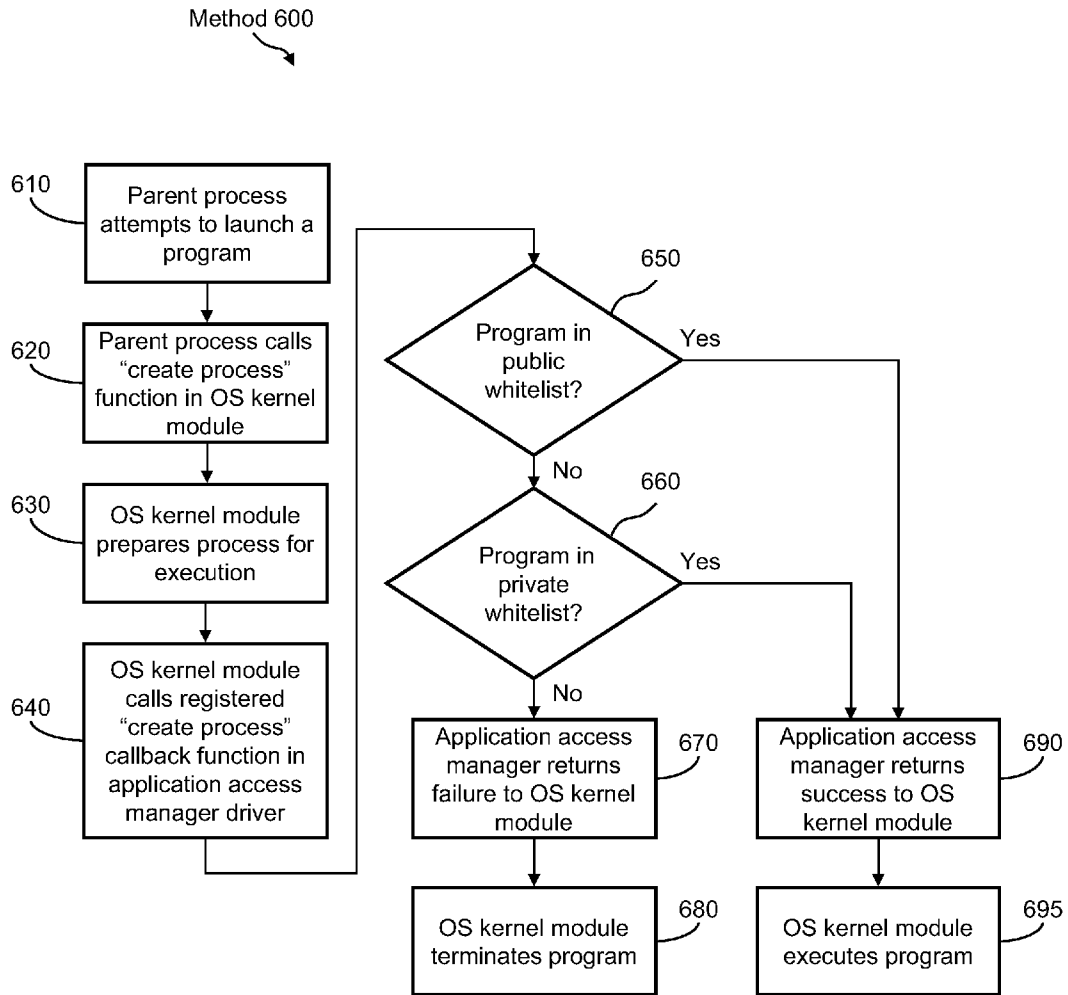 Method 600
610
Parent process
attempts to launch a
program
620
Parent process calls
“create process”
function in OS kernel
module
630
OS kernel module
prepares process for
execution
640
OS kernel module
calls registered
“create process”
callback function in
application access
manager driver
650
Program in
public
whitelist?
Yes
No
660
Program in
private
whitelist?
Yes
No
670
Application access
manager returns
failure to OS kernel
module
680
OS kernel module
terminates program
690
Application access
manager returns
success to OS
kernel module
695
OS kernel module
executes program